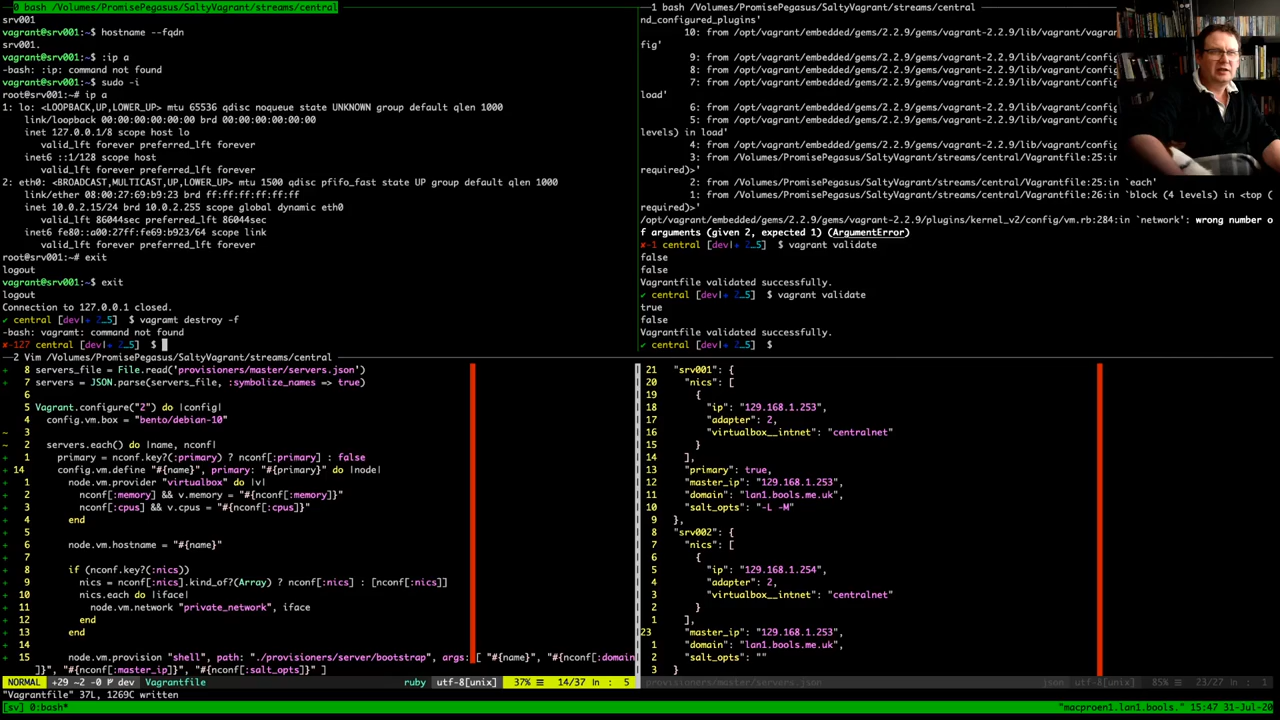 0 bash /Volumes/PromisePegasus/SaltyVagrant/streams/central
srv001
vagrant@srv001:~$ hostname --fqdn
srv001.
vagrant@srv001:~$ :ip a
-bash: :ip: command not found
vagrant@srv001:~$ sudo -i
root@srv001:~# ip a
1: lo: <LOOPBACK,UP,LOWER_UP> mtu 65536 qdisc noqueue state UNKNOWN group default qlen 1000
link/loopback 00:00:00:00:00:00 brd 00:00:00:00:00:00
inet 127.0.0.1/8 scope host lo
valid_lft forever preferred_lft forever
inet6 ::1/128 scope host
valid_lft forever preferred_lft forever
2: eth0: <BROADCAST,MULTICAST,UP,LOWER_UP> mtu 1500 qdisc pfifo_fast state UP group default qlen 1000
link/ether 08:00:27:69:b9:23 brd ff:ff:ff:ff:ff:ff
inet 10.0.2.15/24 brd 10.0.2.255 scope global dynamic eth0
valid_lft 86044sec preferred_lft 86044sec
inet6 fe80::a00:27ff:fe69:b923/64 scope link
valid_lft forever preferred_lft forever
root@srv001:~# exit
logout
vagrant@srv001:~$ exit
logout
Connection to 127.0.0.1 closed.
✔ central [dev|+ 2…5] $ vagramt destroy -f
-bash: vagramt: command not found
✘-127 central [dev|+ 2…5] $
1 bash /Volumes/PromisePegasus/SaltyVagrant/streams/central
nd_configured_plugins'
10: from /opt/vagrant/embedded/gems/2.2.9/gems/vagrant-2.2.9/lib/vagrant/vagran
fig'
9: from /opt/vagrant/embedded/gems/2.2.9/gems/vagrant-2.2.9/lib/vagrant/config
8: from /opt/vagrant/embedded/gems/2.2.9/gems/vagrant-2.2.9/lib/vagrant/config
7: from /opt/vagrant/embedded/gems/2.2.9/gems/vagrant-2.2.9/lib/vagrant/config
load'
6: from /opt/vagrant/embedded/gems/2.2.9/gems/vagrant-2.2.9/lib/vagrant/config
5: from /opt/vagrant/embedded/gems/2.2.9/gems/vagrant-2.2.9/lib/vagrant/config
levels) in load'
4: from /opt/vagrant/embedded/gems/2.2.9/gems/vagrant-2.2.9/lib/vagrant/config
3: from /Volumes/PromisePegasus/SaltyVagrant/streams/central/Vagrantfile:25:in
required)>'
2: from /Volumes/PromisePegasus/SaltyVagrant/streams/central/Vagrantfile:25:in `each'
1: from /Volumes/PromisePegasus/SaltyVagrant/streams/central/Vagrantfile:26:in `block (4 levels) in <top (
required)>'
/opt/vagrant/embedded/gems/2.2.9/gems/vagrant-2.2.9/plugins/kernel_v2/config/vm.rb:284:in `network': wrong number o
f arguments (given 2, expected 1) (ArgumentError)
✘-1 central [dev|+ 2…5] $ vagrant validate
false
false
Vagrantfile validated successfully.
✔ central [dev|+ 2…5] $ vagrant validate
true
false
Vagrantfile validated successfully.
✔ central [dev|+ 2…5] $
2 Vim /Volumes/PromisePegasus/SaltyVagrant/streams/central
+ 8 servers_file = File.read('provisioners/master/servers.json')
+ 7 servers = JSON.parse(servers_file, :symbolize_names => true)
6
5 Vagrant.configure("2") do |config|
4 config.vm.box = "bento/debian-10"
~ 3
~ 2 servers.each() do |name, nconf|
+ 1 primary = nconf.key?(:primary) ? nconf[:primary] : false
+ 14 config.vm.define "#{name}", primary: "#{primary}" do |node|
+ 1 node.vm.provider "virtualbox" do |v|
+ 2 nconf[:memory] && v.memory = "#{nconf[:memory]}"
+ 3 nconf[:cpus] && v.cpus = "#{nconf[:cpus]}"
+ 4 end
+ 5
+ 6 node.vm.hostname = "#{name}"
+ 7
+ 8 if (nconf.key?(:nics))
+ 9 nics = nconf[:nics].kind_of?(Array) ? nconf[:nics] : [nconf[:nics]]
+ 10 nics.each do |iface|
+ 11 node.vm.network "private_network", iface
+ 12 end
+ 13 end
+ 14
+ 15 node.vm.provision "shell", path: "./provisioners/server/bootstrap", args: [ "#{name}", "#{nconf[:domain
]}", "#{nconf[:master_ip]}", "#{nconf[:salt_opts]}" ]
21 "srv001": {
20 "nics": [
19 {
18 "ip": "129.168.1.253",
17 "adapter": 2,
16 "virtualbox__intnet": "centralnet"
15 }
14 ],
13 "primary": true,
12 "master_ip": "129.168.1.253",
11 "domain": "lan1.bools.me.uk",
10 "salt_opts": "-L -M"
9 },
8 "srv002": {
7 "nics": [
6 {
5 "ip": "129.168.1.254",
4 "adapter": 2,
3 "virtualbox__intnet": "centralnet"
2 }
1 ],
23 "master_ip": "129.168.1.253",
1 "domain": "lan1.bools.me.uk",
2 "salt_opts": ""
3 }
NORMAL +29 ~2 -0 dev Vagrantfile ruby utf-8[unix] 37% ☰ 14/37 ln : 5
provisioners/master/servers.json json utf-8[unix] 85% ☰ 23/27 ln : 1
"Vagrantfile" 37L, 1269C written
[sv] 0:bash* "macproen1.lan1.bools." 15:47 31-Jul-20